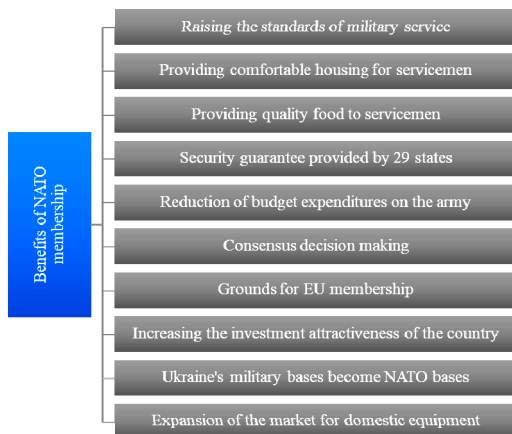 Benefits of NATO
membership
Raising the standards of military service
Providing comfortable housing for servicemen
Providing quality food to servicemen
Security guarantee provided by 29 states
Reduction of budget expenditures on the army
Consensus decision making
Grounds for EU membership
Increasing the investment attractiveness of the country
Ukraine's military bases become NATO bases
Expansion of the market for domestic equipment